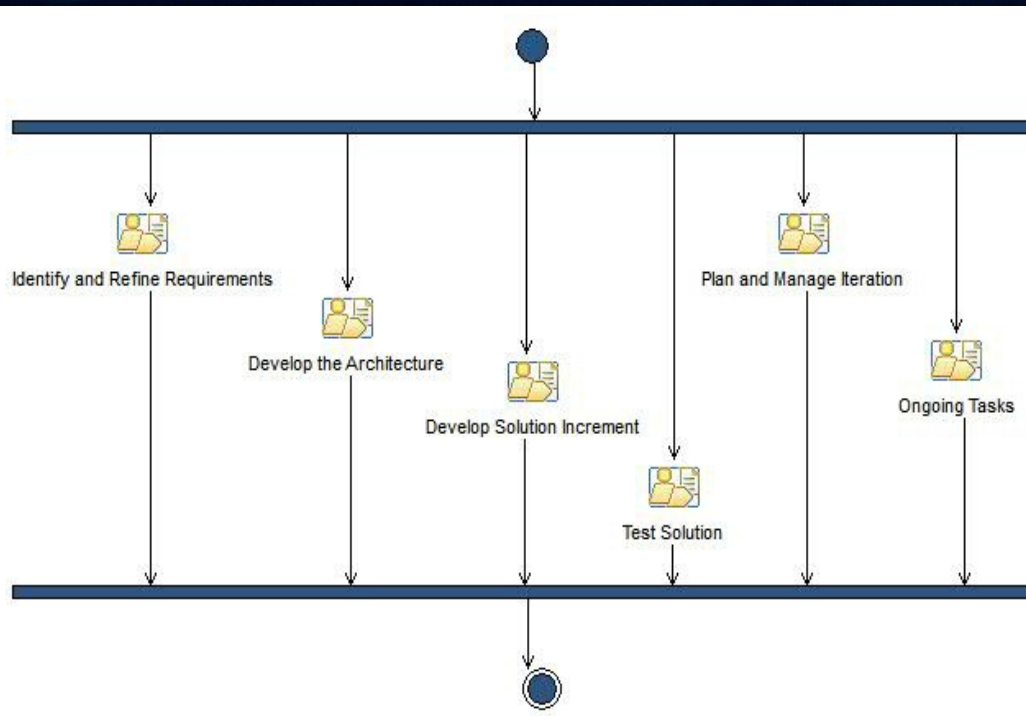 Identify and Refine Requirements
Plan and Manage Iteration
Develop the Architecture
Ongoing Tasks
Develop Solution Increment
Test Solution